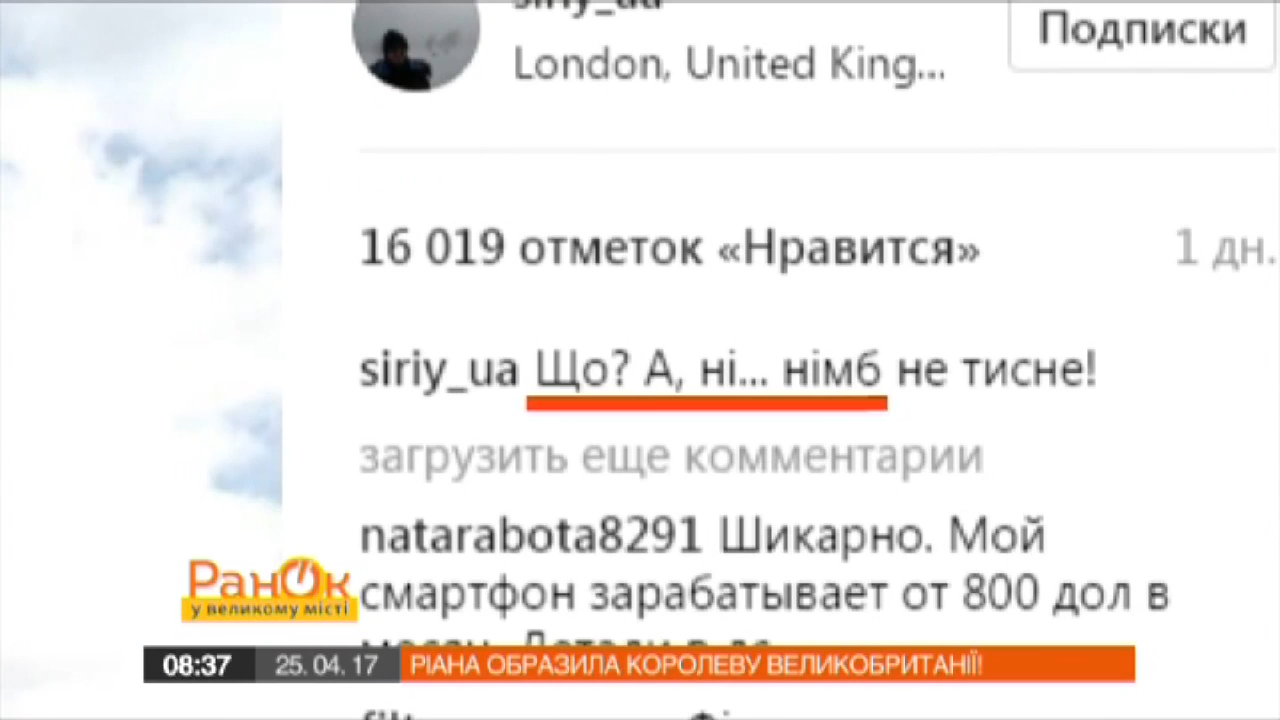 siriy_ua
London, United King...
Подписки
16 019 отметок «Нравится»
1 дн.
siriy_ua Що? А, ні... німб не тисне!
загрузить еще комментарии
natarabota8291 Шикарно. Мой
смартфон зарабатывает от 800 дол в
РанОк
у великому місті
08:37
25. 04. 17
РІАНА ОБРАЗИЛА КОРОЛЕВУ ВЕЛИКОБРИТАНІЇ!